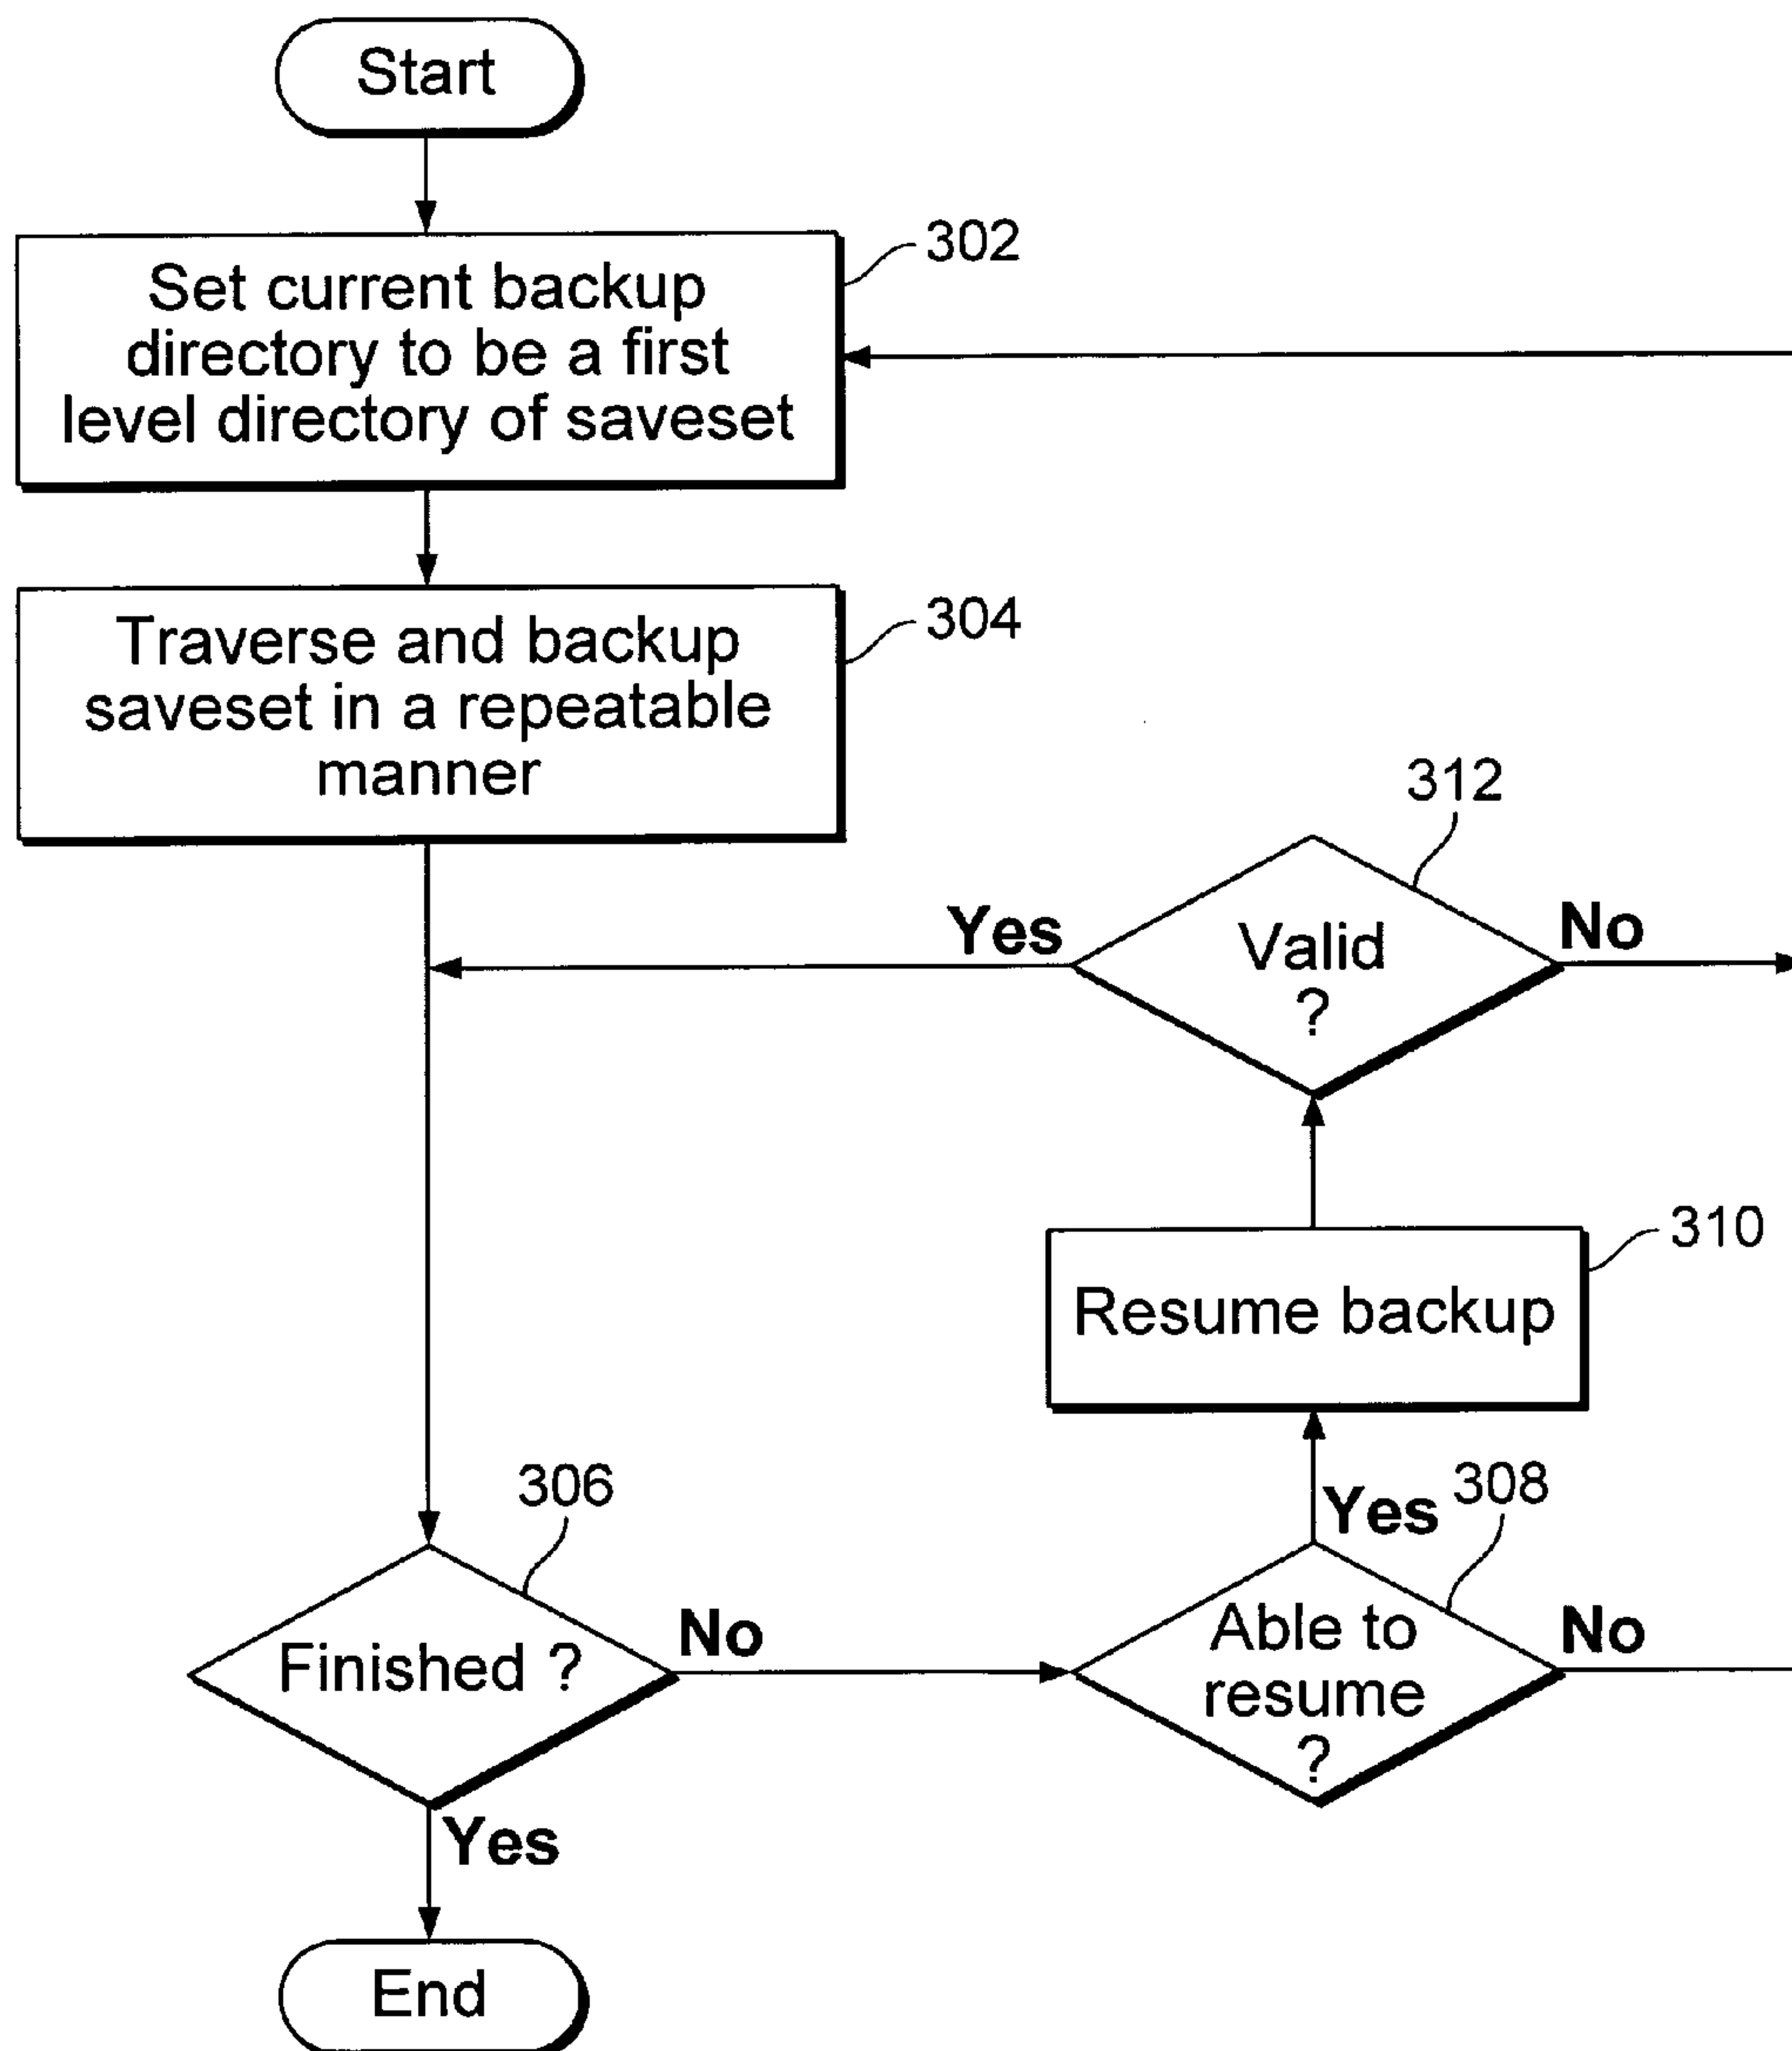 Start
302
Set current backup
directory to be a first
level directory of saveset
304
Traverse and backup
saveset in a repeatable
manner
312
Yes
Valid
?
No
310
Resume backup
306
308
Yes
Finished ?
No
Able to
resume
?
No
Yes
End